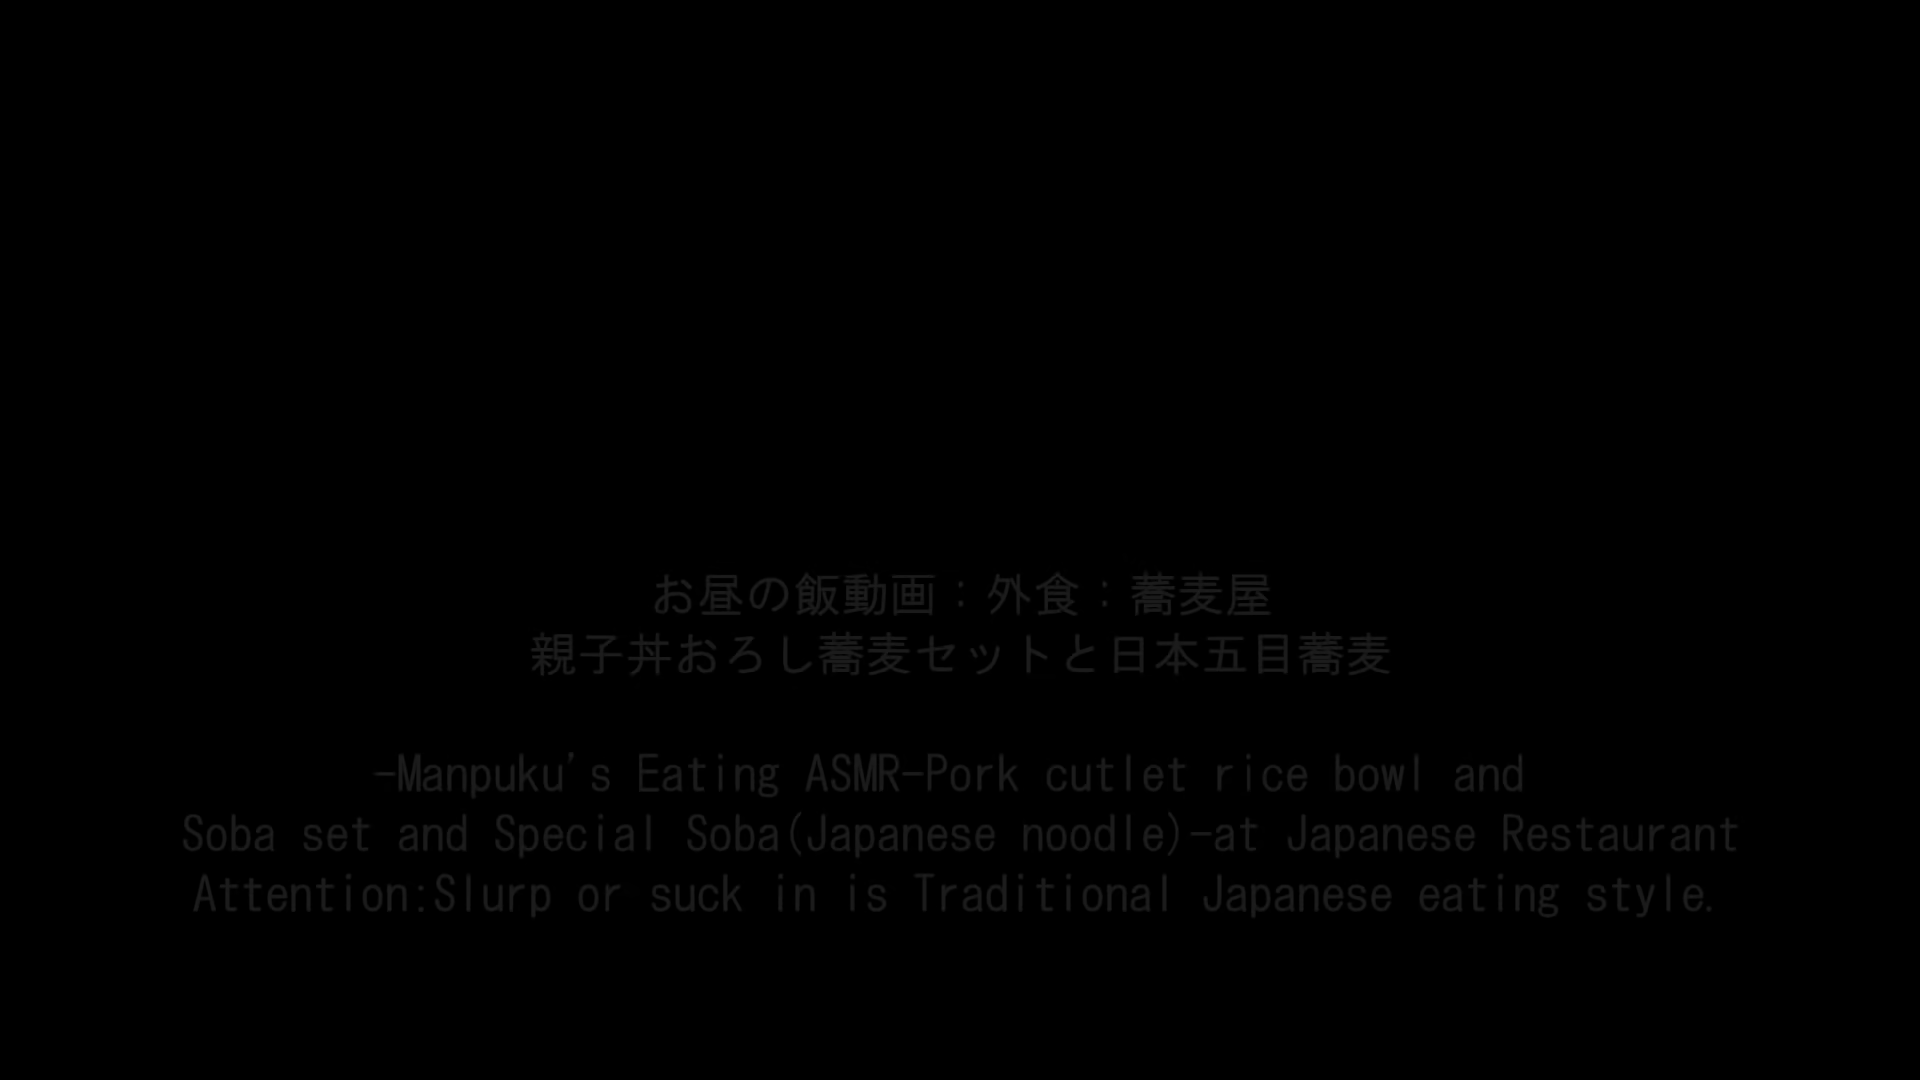 お昼の飯動画：外食：蕎麦屋
親子丼おろし蕎麦セットと日本五目蕎麦
-Manpuku's Eating ASMR-Pork cutlet rice bowl and
Soba set and Special Soba(Japanese noodle)-at Japanese Restaurant
Attention:Slurp or suck in is Traditional Japanese eating style.